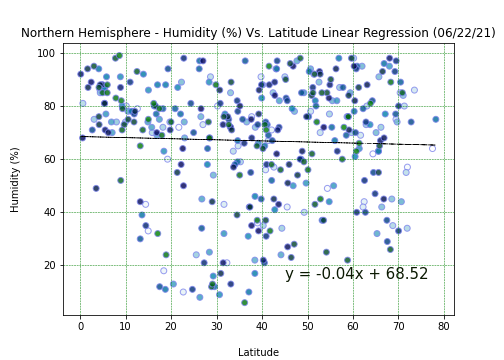 Northern Hemisphere - Humidity (%) Vs. Latitude Linear Regression (06/22/21)
100
80
60
40
20
Humidity (%)
y = -0.04x + 68.52
0 10 20 30 40 50 60 70 80
Latitude